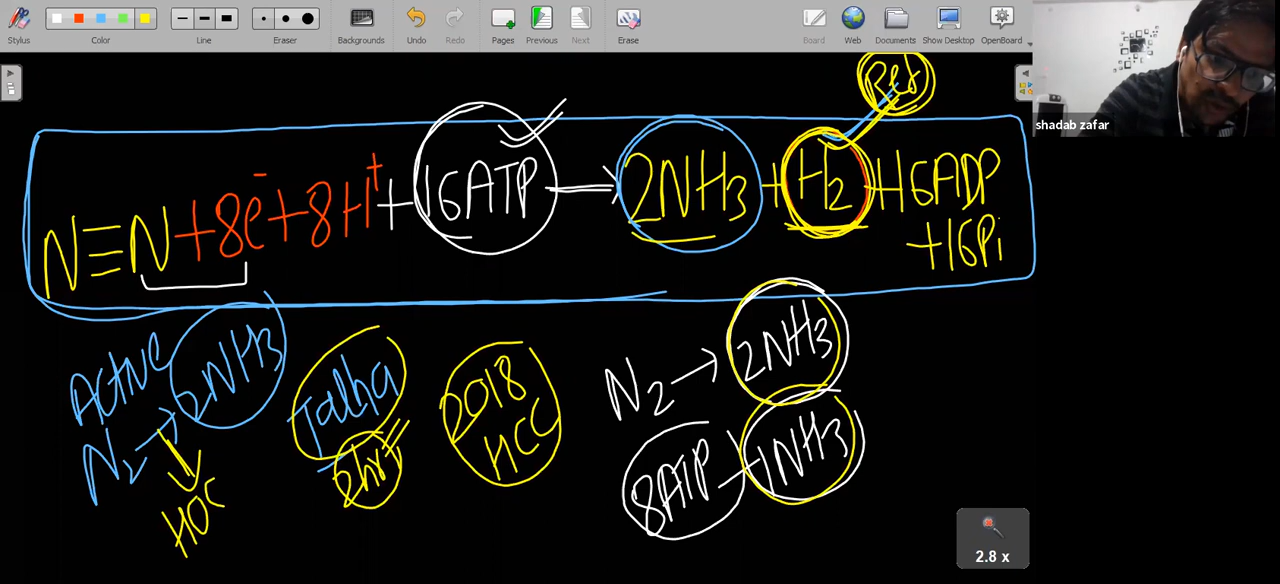 Stylus
Color
Line
Eraser
Backgrounds
Undo
Redo
Pages
Previous
Next
Erase
Board
Web
Documents
Show Desktop
OpenBoard
shadab zafar
N≡N+8e⁻+8H⁺+16ATP→2NH3+H2+16ADP
+16Pi
ACTIVE
N2→2NH3
HOC
Talha
2hr
2018
HCC
N2→2NH3
8ATP→1NH3
2.8 x